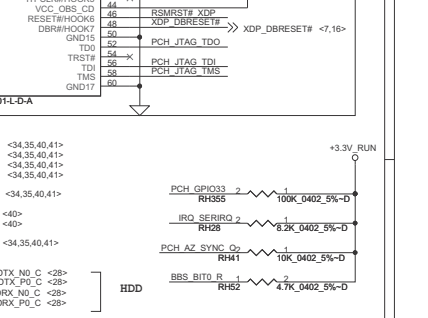 VCC_OBS_CD 44
RESET#/HOOK6 46 RSMRST#_XDP
DBR#/HOOK7 48 XDP_DBRESET# XDP_DBRESET# <7,16>
GND15 50
TD0 52 PCH_JTAG_TDO
TRST# 54
TDI 56 PCH_JTAG_TDI
TMS 58 PCH_JTAG_TMS
GND17 60
01-L-D-A
<34,35,40,41>
<34,35,40,41>
<34,35,40,41>
<34,35,40,41>
+3.3V_RUN
<34,35,40,41>
PCH_GPIO33 2 1
RH355 100K_0402_5%~D
<40>
<40>
IRQ_SERIRQ 2 1
RH28 8.2K_0402_5%~D
<34,35,40,41>
PCH_AZ_SYNC_Q 2 1
RH41 10K_0402_5%~D
BBS_BIT0_R 1 2
RH52 4.7K_0402_5%~D
TX_N0_C <28>
TX_P0_C <28>
RX_N0_C <28>
RX_P0_C <28>
HDD